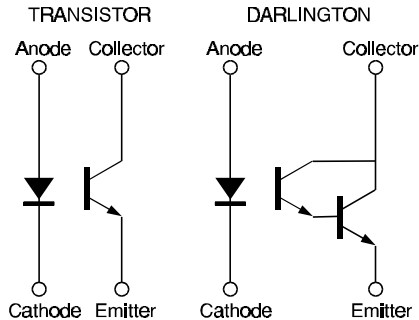 TRANSISTOR DARLINGTON
Anode Collector Anode Collector
Cathode Emitter Cathode Emitter